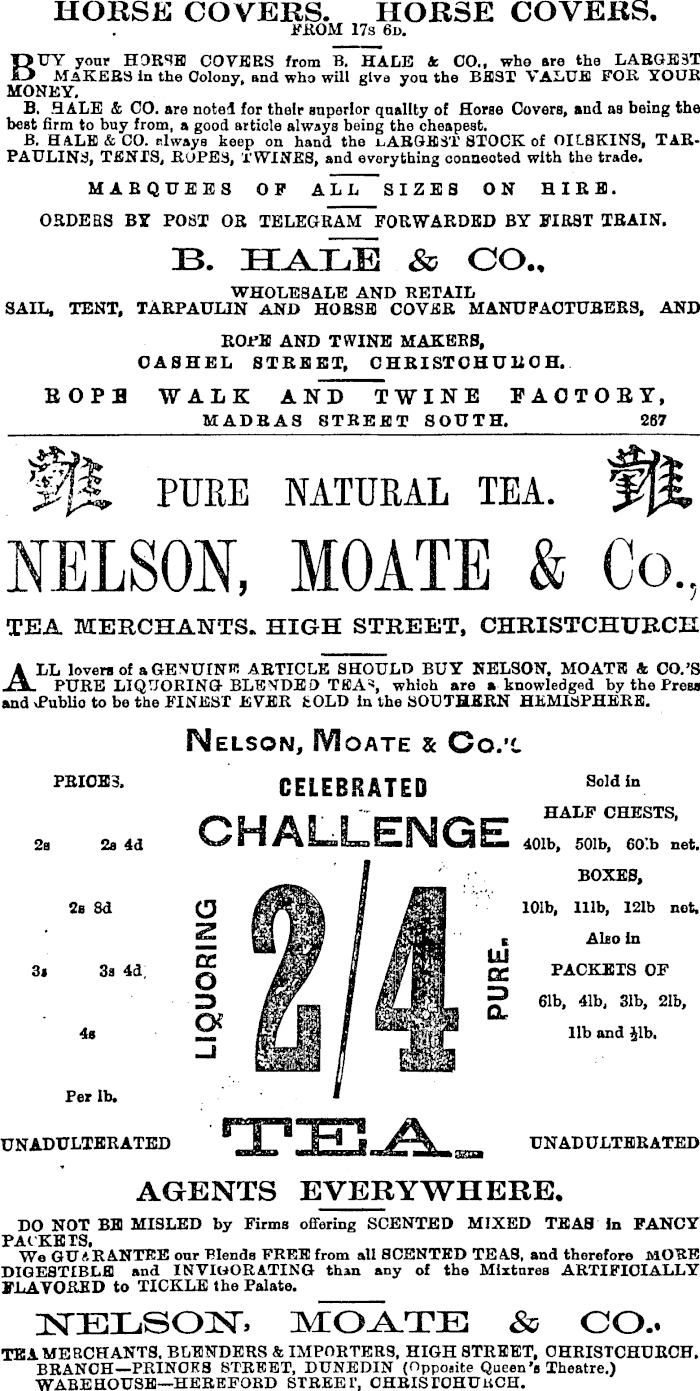 HORSE COVERS. HORSE COVERS.
FROM 17s 6D.
BUY your HORSE COVERS from B. HALE & CO., who are the LARGEST
MAKERS in the Colony, and who will give you the BEST VALUE FOR YOUR
MONEY.
B. HALE & CO. are noted for their superior quality of Horse Covers, and as being the
best firm to buy from, a good article always being the cheapest.
B. HALE & CO. always keep on hand the LARGEST STOCK of OILSKINS, TAR-
PAULINS, TENTS, ROPES, TWINES, and everything connected with the trade.
MARQUEES OF ALL SIZES ON HIRE.
ORDERS BY POST OR TELEGRAM FORWARDED BY FIRST TRAIN.
B. HALE & CO.,
WHOLESALE AND RETAIL
SAIL, TENT, TARPAULIN AND HORSE COVER MANUFACTURERS, AND
ROPE AND TWINE MAKERS,
CASHEL STREET, CHRISTCHURCH.
ROPE WALK AND TWINE FACTORY,
MADRAS STREET SOUTH. 267
難 PURE NATURAL TEA. 難
NELSON, MOATE & Co.,
TEA MERCHANTS. HIGH STREET, CHRISTCHURCH
ALL lovers of a GENUINE ARTICLE SHOULD BUY NELSON, MOATE & CO.'S
PURE LIQUORING BLENDED TEAS, which are a knowledged by the Press
and Public to be the FINEST EVER SOLD in the SOUTHERN HEMISPHERE.
NELSON, MOATE & Co.'s
CELEBRATED
CHALLENGE
LIQUORING
2/4
PURE.
TEA.
PRICES.
2s 2s 4d
2s 8d
3s 3s 4d
4s
Per lb.
UNADULTERATED
Sold in
HALF CHESTS,
40lb, 50lb, 60lb net.
BOXES,
10lb, 11lb, 12lb net.
Also in
PACKETS OF
6lb, 4lb, 3lb, 2lb,
1lb and ½lb.
UNADULTERATED
AGENTS EVERYWHERE.
DO NOT BE MISLED by Firms offering SCENTED MIXED TEAS in FANCY
PACKETS,
We GUARANTEE our Blends FREE from all SCENTED TEAS, and therefore MORE
DIGESTIBLE and INVIGORATING than any of the Mixtures ARTIFICIALLY
FLAVORED to TICKLE the Palate.
NELSON, MOATE & CO.,
TEA MERCHANTS, BLENDERS & IMPORTERS, HIGH STREET, CHRISTCHURCH.
BRANCH—PRINCES STREET, DUNEDIN (Opposite Queen's Theatre.)
WAREHOUSE—HEREFORD STREET, CHRISTCHURCH.